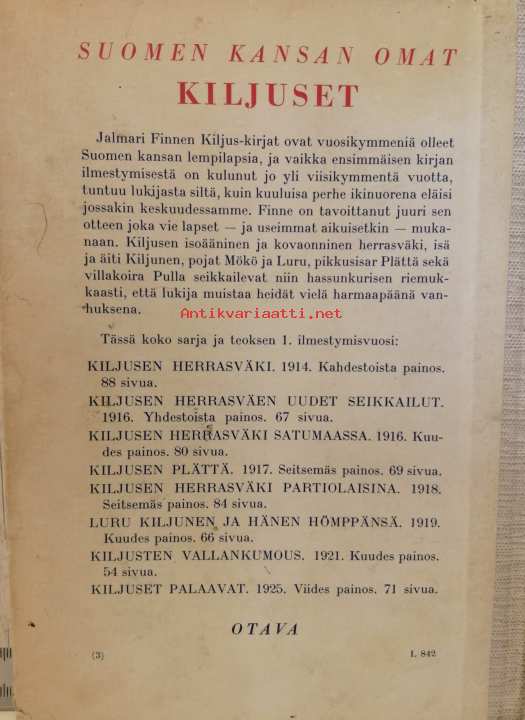 SUOMEN KANSAN OMAT
KILJUSET
Jalmari Finnen Kiljus-kirjat ovat vuosikymmeniä olleet
Suomen kansan lempilapsia, ja vaikka ensimmäisen kirjan
ilmestymisestä on kulunut jo yli viisikymmentä vuotta,
tuntuu lukijasta siltä, kuin kuuluisa perhe ikinuorena eläisi
jossakin keskuudessamme. Finne on tavoittanut juuri sen
otteen joka vie lapset — ja useimmat aikuisetkin — muka-
naan. Kiljusen isoääninen ja kovaonninen herrasväki, isä
ja äiti Kiljunen, pojat Mökö ja Luru, pikkusisar Plättä sekä
villakoira Pulla seikkailevat niin hassunkurisen riemuk-
kaasti, että lukija muistaa heidät vielä harmaapäänä van-
huksena.
Antikvariaatti.net
Tässä koko sarja ja teoksen 1. ilmestymisvuosi:
KILJUSEN HERRASVÄKI. 1914. Kahdestoista painos.
88 sivua.
KILJUSEN HERRASVÄEN UUDET SEIKKAILUT.
1916. Yhdestoista painos. 67 sivua.
KILJUSEN HERRASVÄKI SATUMAASSA. 1916. Kuu-
des painos. 80 sivua.
KILJUSEN PLÄTTÄ. 1917. Seitsemäs painos. 69 sivua.
KILJUSEN HERRASVÄKI PARTIOLAISINA. 1918.
Seitsemäs painos. 84 sivua.
LURU KILJUNEN JA HÄNEN HÖMPPÄNSÄ. 1919.
Kuudes painos. 66 sivua.
KILJUSTEN VALLANKUMOUS. 1921. Kuudes painos.
54 sivua.
KILJUSET PALAAVAT. 1925. Viides painos. 71 sivua.
OTAVA
(3) L 842